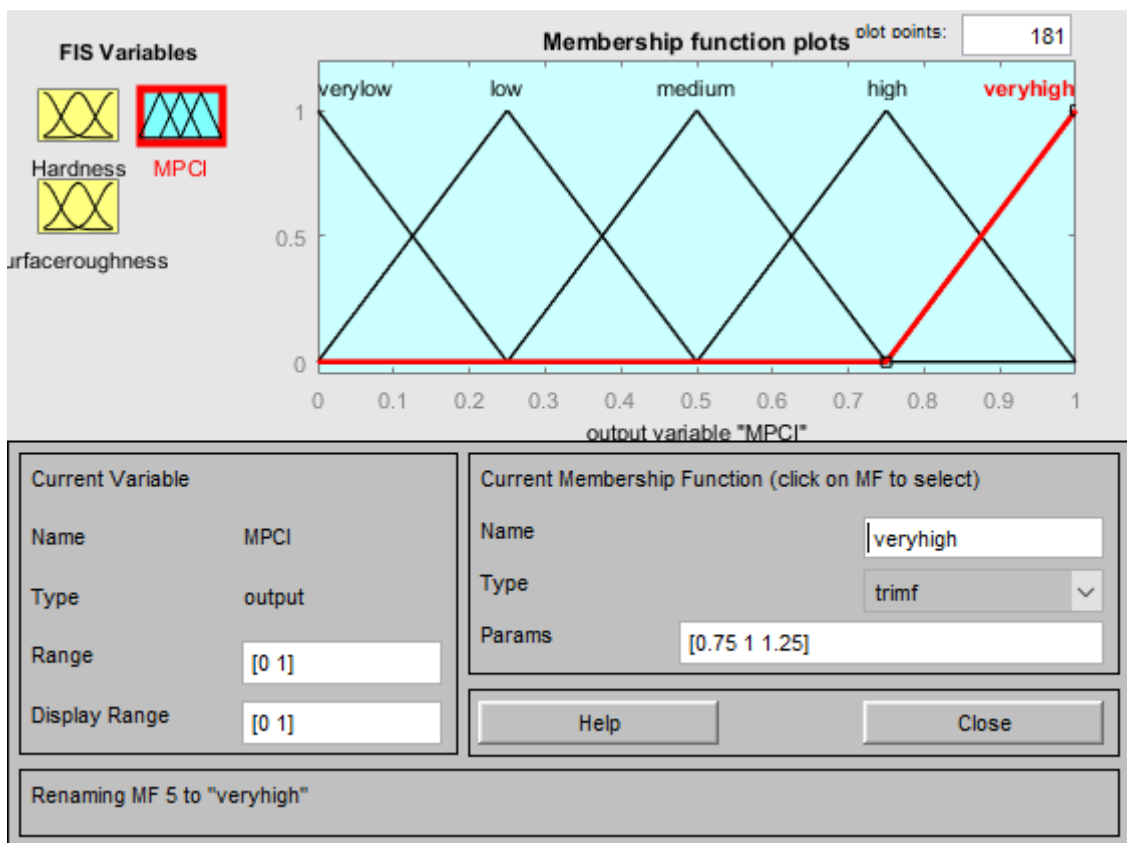 FIS Variables
Membership function plots
plot points:
181
verylow low medium high veryhigh
1
0.5
0
0 0.1 0.2 0.3 0.4 0.5 0.6 0.7 0.8 0.9 1
output variable "MPCI"
Hardness MPCI
urfaceroughness
Current Variable
Name MPCI
Type output
Range [0 1]
Display Range [0 1]
Current Membership Function (click on MF to select)
Name veryhigh
Type trimf
Params [0.75 1 1.25]
Help Close
Renaming MF 5 to "veryhigh"